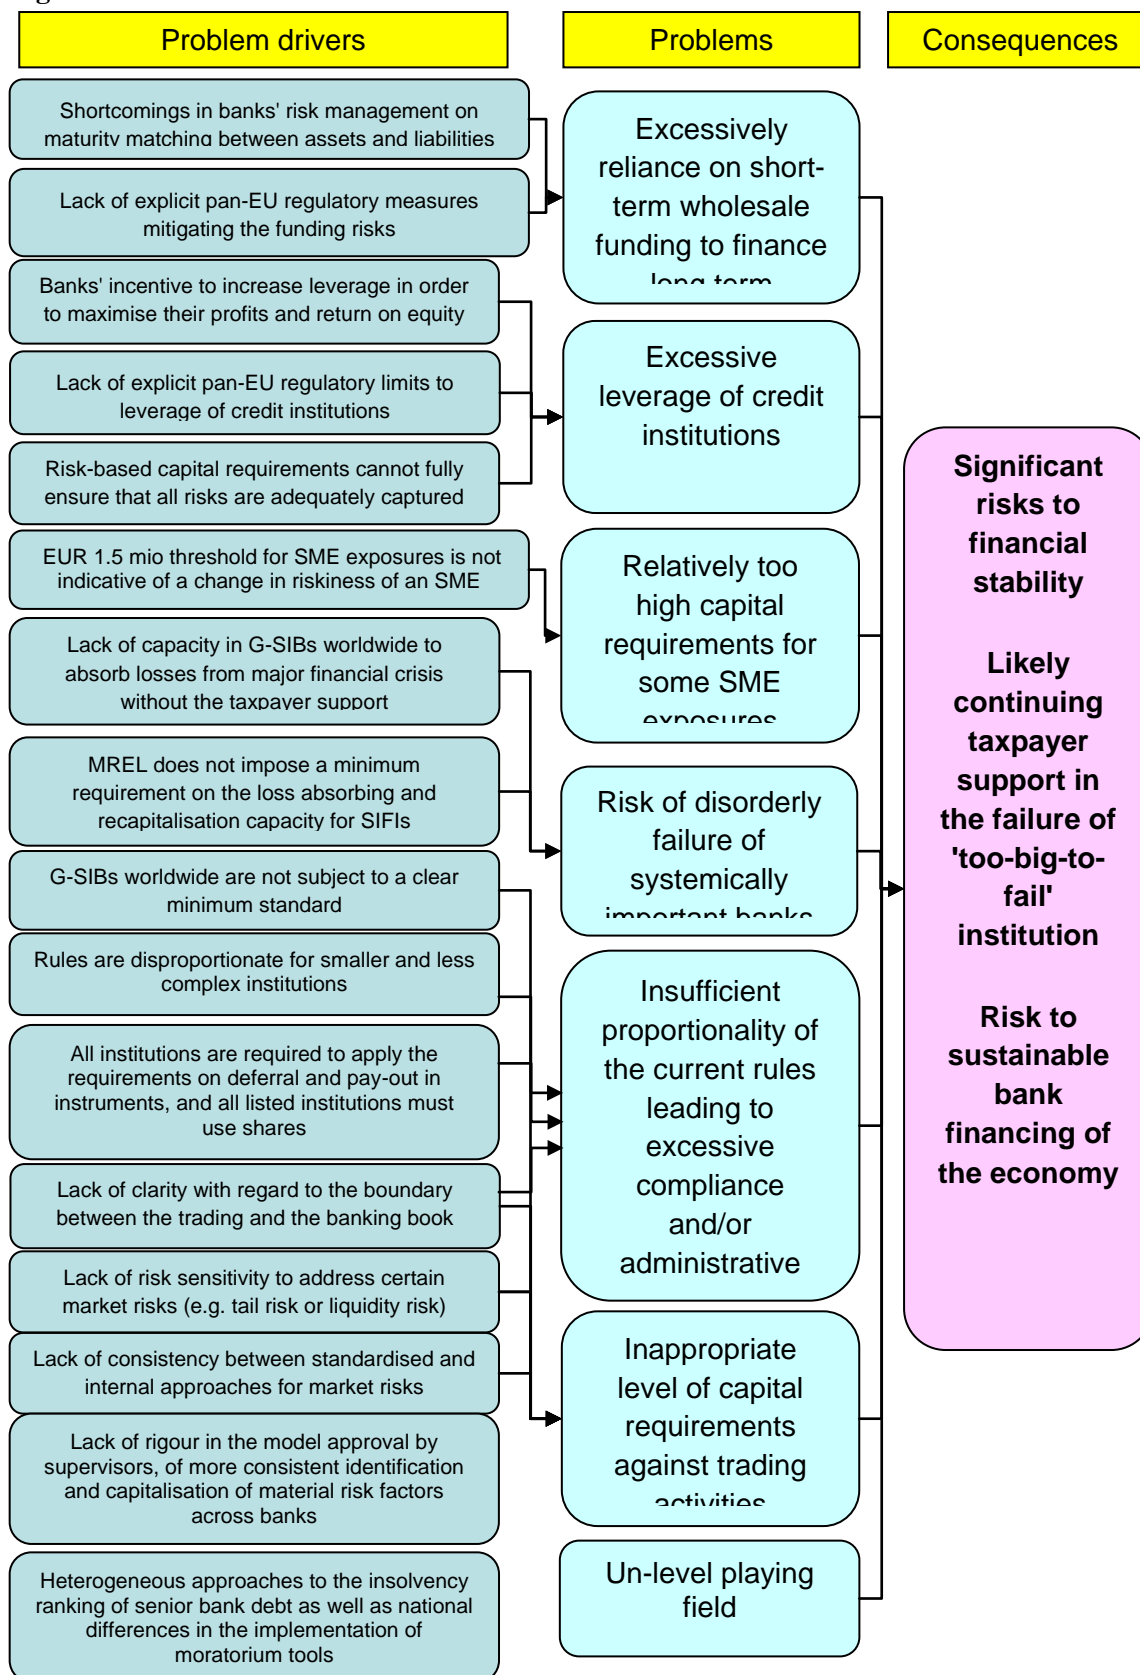 Problem drivers
Problems
Consequences
Shortcomings in banks' risk management on
maturity matching between assets and liabilities
Lack of explicit pan-EU regulatory measures
mitigating the funding risks
Banks' incentive to increase leverage in order
to maximise their profits and return on equity
Lack of explicit pan-EU regulatory limits to
leverage of credit institutions
Risk-based capital requirements cannot fully
ensure that all risks are adequately captured
EUR 1.5 mio threshold for SME exposures is not
indicative of a change in riskiness of an SME
Lack of capacity in G-SIBs worldwide to
absorb losses from major financial crisis
without the taxpayer support
MREL does not impose a minimum
requirement on the loss absorbing and
recapitalisation capacity for SIFIs
G-SIBs worldwide are not subject to a clear
minimum standard
Rules are disproportionate for smaller and less
complex institutions
All institutions are required to apply the
requirements on deferral and pay-out in
instruments, and all listed institutions must
use shares
Lack of clarity with regard to the boundary
between the trading and the banking book
Lack of risk sensitivity to address certain
market risks (e.g. tail risk or liquidity risk)
Lack of consistency between standardised and
internal approaches for market risks
Lack of rigour in the model approval by
supervisors, of more consistent identification
and capitalisation of material risk factors
across banks
Heterogeneous approaches to the insolvency
ranking of senior bank debt as well as national
differences in the implementation of
moratorium tools
Excessively
reliance on short-
term wholesale
funding to finance
long term
Excessive
leverage of credit
institutions
Relatively too
high capital
requirements for
some SME
exposures
Risk of disorderly
failure of
systemically
important banks
Insufficient
proportionality of
the current rules
leading to
excessive
compliance
and/or
administrative
Inappropriate
level of capital
requirements
against trading
activities
Un-level playing
field
Significant
risks to
financial
stability
Likely
continuing
taxpayer
support in
the failure of
'too-big-to-
fail'
institution
Risk to
sustainable
bank
financing of
the economy